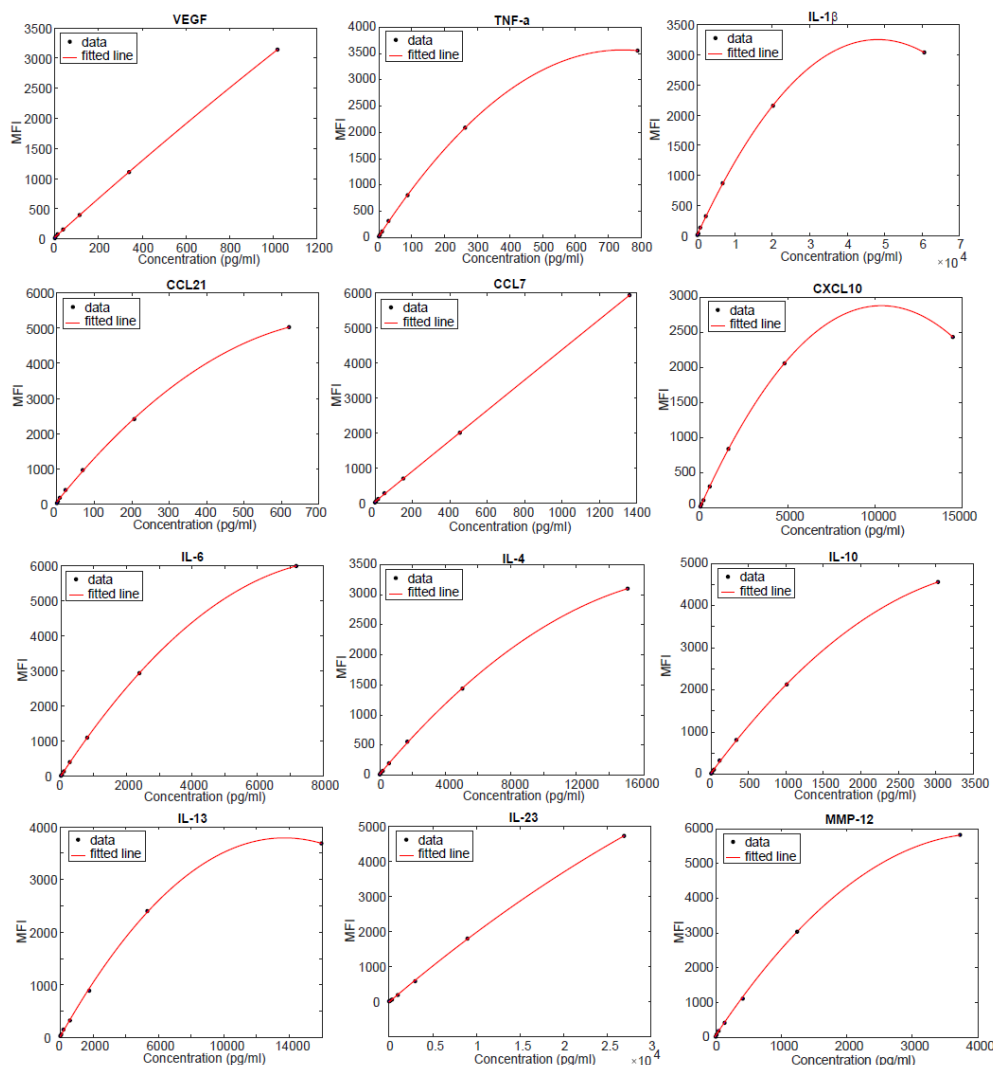 VEGF
3500
3000
2500
2000
1500
1000
500
0
MFI
data
fitted line
0 200 400 600 800 1000 1200
Concentration (pg/ml)
TNF-a
4000
3500
3000
2500
2000
1500
1000
500
0
MFI
data
fitted line
0 100 200 300 400 500 600 700 800
Concentration (pg/ml)
IL-1β
3500
3000
2500
2000
1500
1000
500
0
MFI
data
fitted line
0 1 2 3 4 5 6 7
Concentration (pg/ml)
×10 4
CCL21
6000
5000
4000
3000
2000
1000
0
MFI
data
fitted line
0 100 200 300 400 500 600 700
Concentration (pg/ml)
CCL7
6000
5000
4000
3000
2000
1000
0
MFI
data
fitted line
0 200 400 600 800 1000 1200 1400
Concentration (pg/ml)
CXCL10
3000
2500
2000
1500
1000
500
0
MFI
data
fitted line
0 5000 10000 15000
Concentration (pg/ml)
IL-6
6000
5000
4000
3000
2000
1000
0
MFI
data
fitted line
0 2000 4000 6000 8000
Concentration (pg/ml)
IL-4
3500
3000
2500
2000
1500
1000
500
0
MFI
data
fitted line
0 5000 10000 16000
Concentration (pg/ml)
IL-10
5000
4000
3000
2000
1000
0
MFI
data
fitted line
0 500 1000 1500 2000 2500 3000 3500
Concentration (pg/ml)
IL-13
4000
3000
2000
1000
0
MFI
data
fitted line
0 2000 4000 6000 8000 10000 14000
Concentration (pg/ml)
IL-23
5000
4000
3000
2000
1000
0
MFI
data
fitted line
0 0.5 1 1.5 2 2.5 3
Concentration (pg/ml)
×10 4
MMP-12
6000
5000
4000
3000
2000
1000
0
MFI
data
fitted line
0 1000 2000 3000 4000
Concentration (pg/ml)